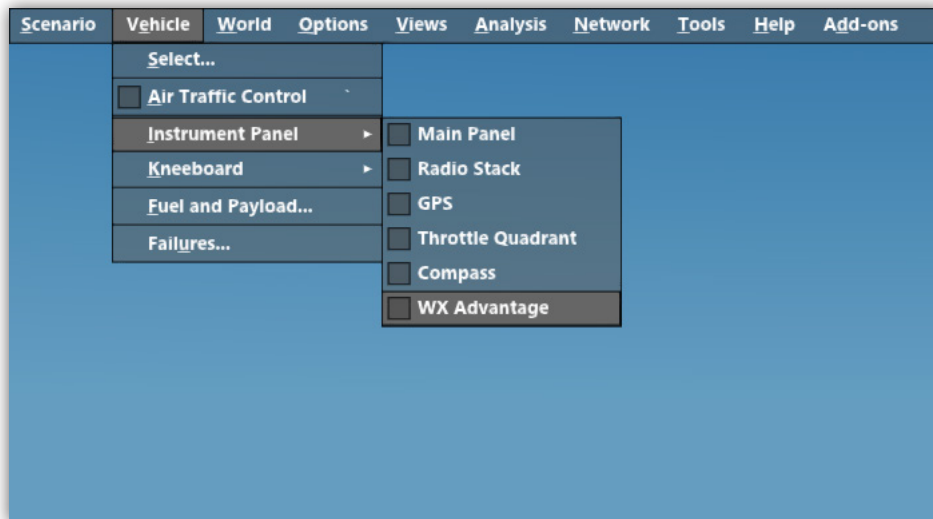 Scenario Vehicle World Options Views Analysis Network Tools Help Add-ons
Select...
Air Traffic Control `
Instrument Panel
Main Panel
Kneeboard
Radio Stack
Fuel and Payload...
GPS
Failures...
Throttle Quadrant
Compass
WX Advantage